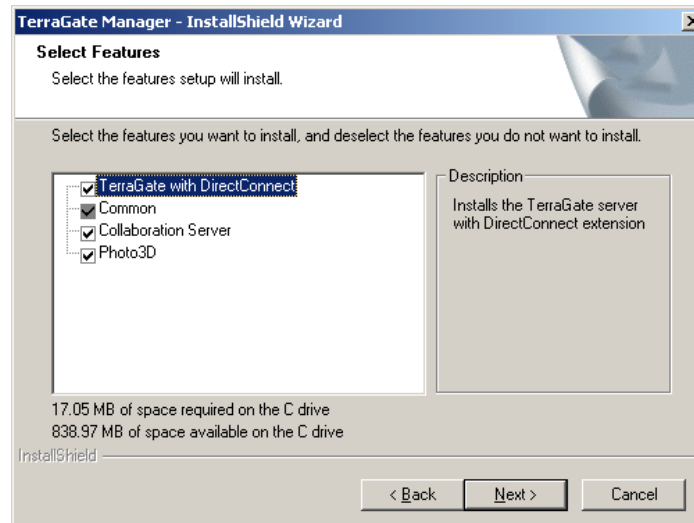 TerraGate Manager - InstallShield Wizard
Select Features
Select the features setup will install.
Select the features you want to install, and deselect the features you do not want to install.
TerraGate with DirectConnect
Common
Collaboration Server
Photo3D
Description
Installs the TerraGate server
with DirectConnect extension
17.05 MB of space required on the C drive
838.97 MB of space available on the C drive
InstallShield
< Back
Next >
Cancel